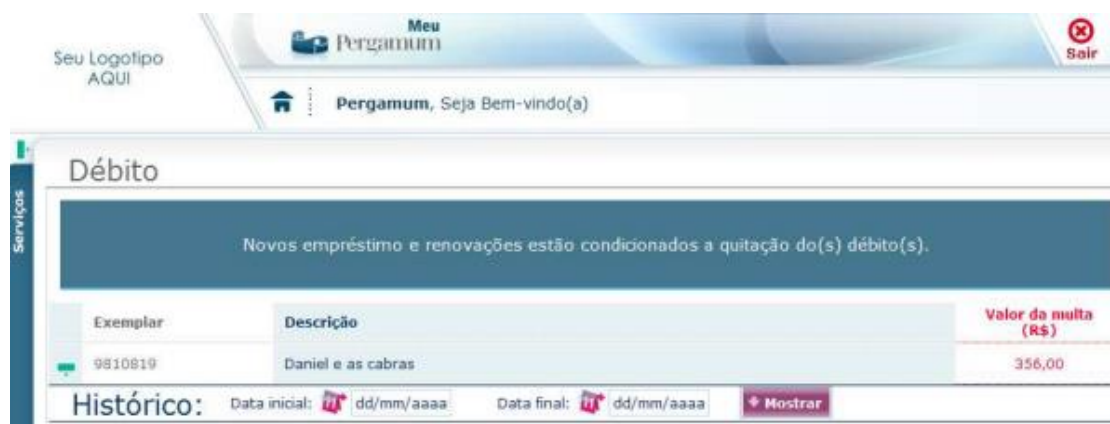 Seu Logotipo
AQUI
Meu
Pergamum
Sair
Pergamum, Seja Bem-vindo(a)
Serviços
Débito
Novos empréstimo e renovações estão condicionados a quitação do(s) débito(s).
Exemplar Descrição Valor da multa
(R$)
9810819 Daniel e as cabras 356,00
Histórico: Data inicial: dd/mm/aaaa Data final: dd/mm/aaaa + Mostrar